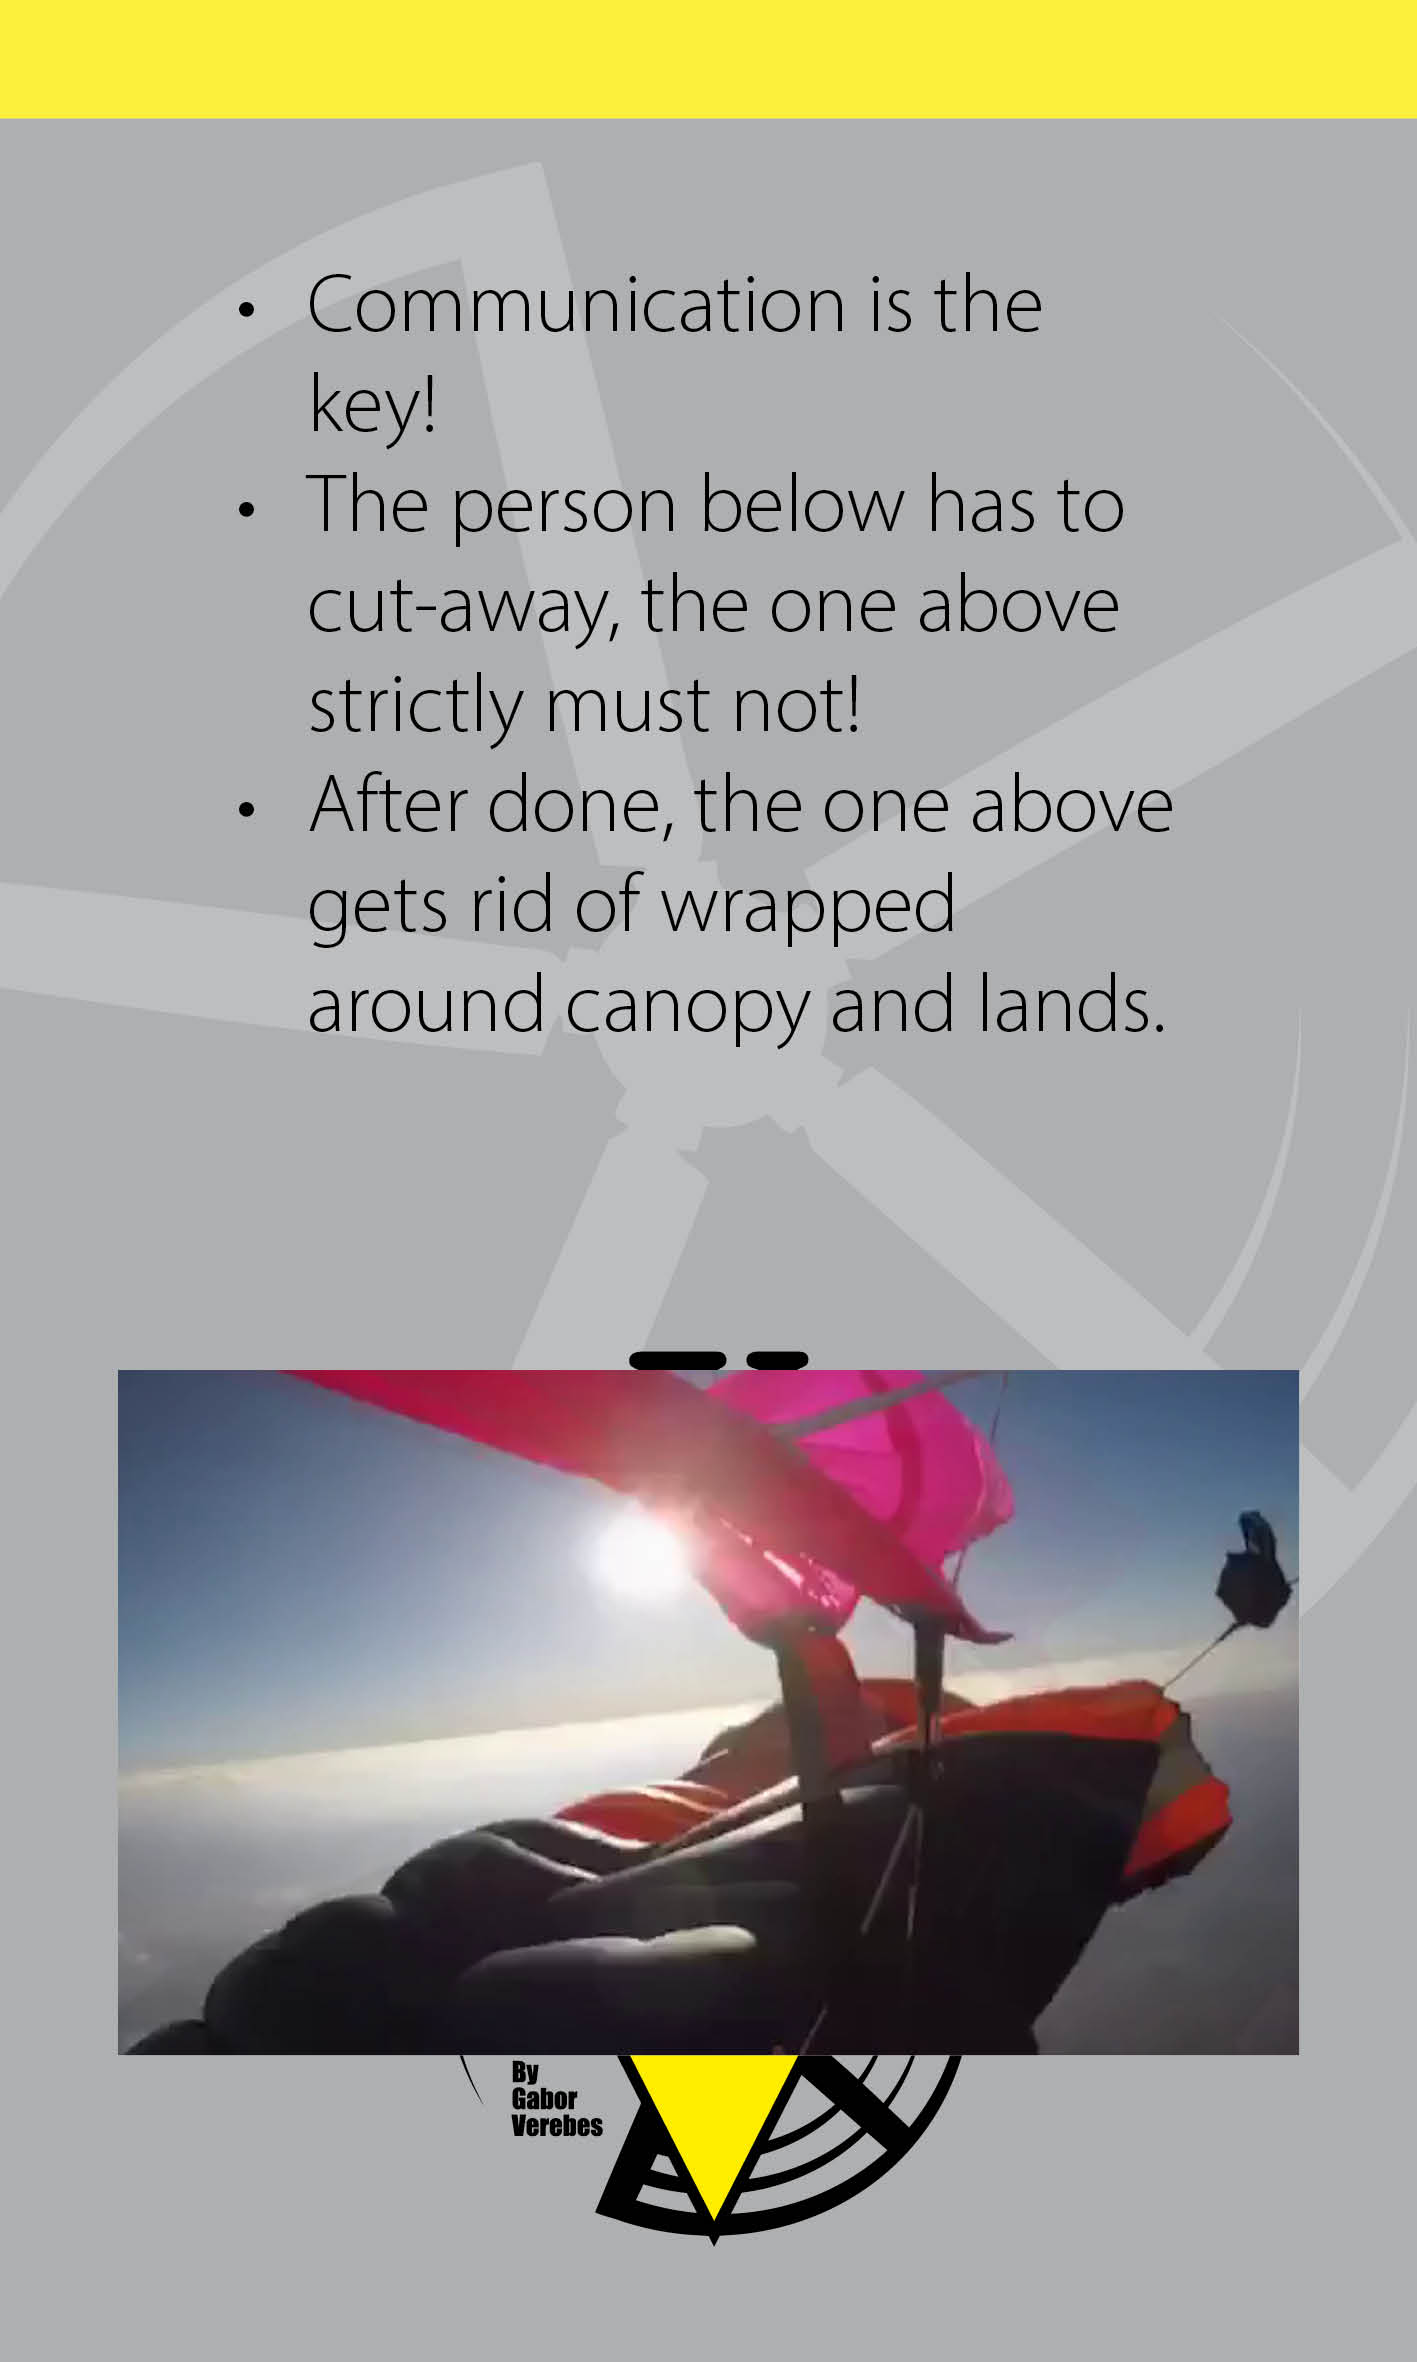 • Communication is the
key!
• The person below has to
cut-away, the one above
strictly must not!
• After done, the one above
gets rid of wrapped
around canopy and lands.
By
Gabor
Verebes